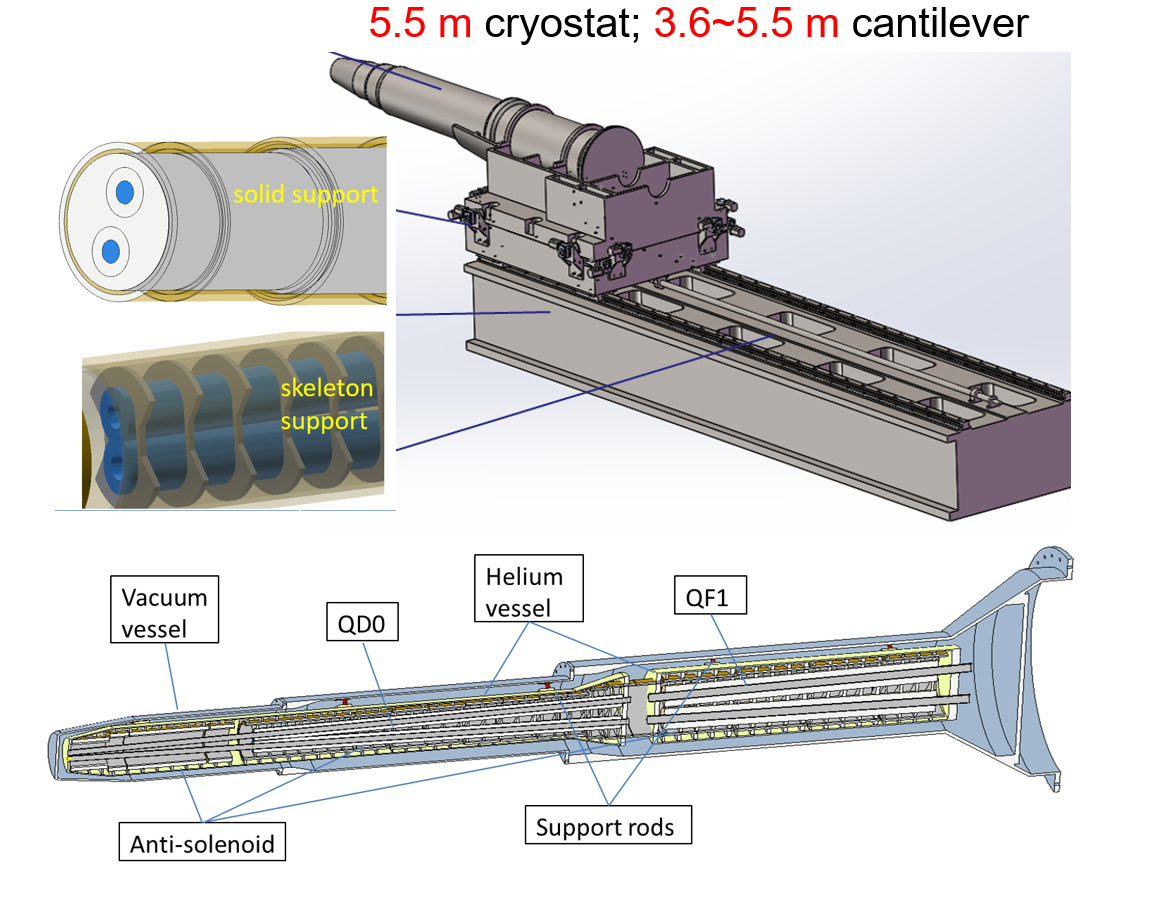 5.5 m cryostat; 3.6~5.5 m cantilever
solid support
skeleton
support
Vacuum
vessel
QD0
Helium
vessel
QF1
Anti-solenoid
Support rods